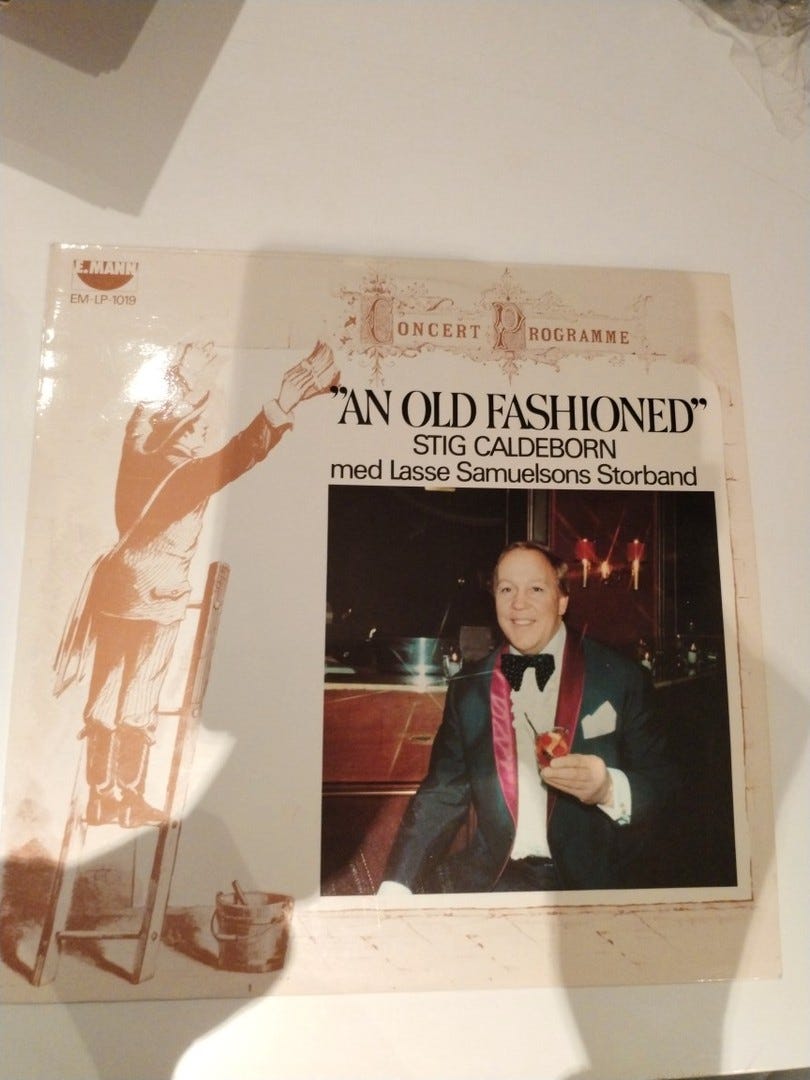 E.MANN
EM-LP-1019
CONCERT PROGRAMME
"AN OLD FASHIONED"
STIG CALDEBORN
med Lasse Samuelsons Storband